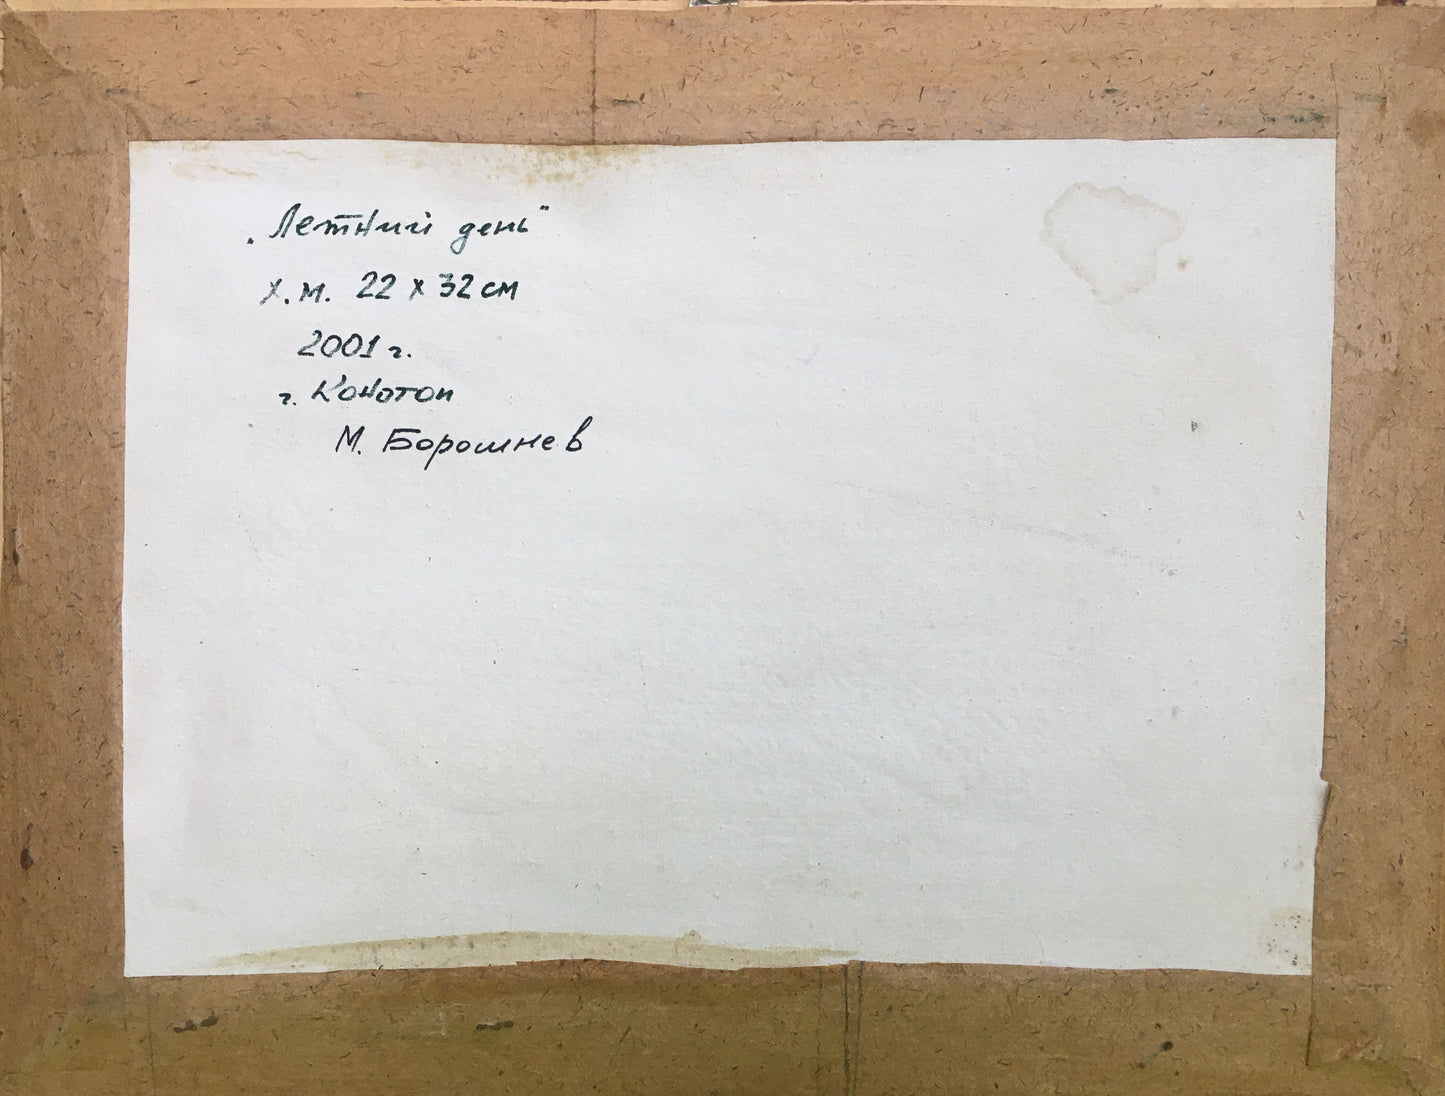 „Летний день"
х.м. 22 х 32 см
2001 г.
г. Конотоп
М. Борошнев